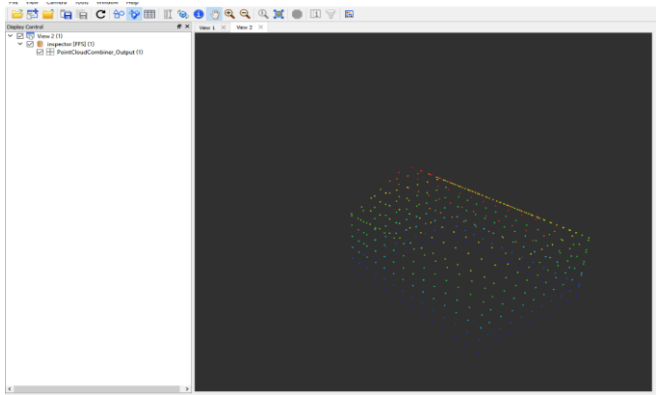 File View Camera Tools Window Help
Display Control
View 1
View 2
View 2 (1)
inspector [FFS] (1)
PointCloudCombiner_Output (1)